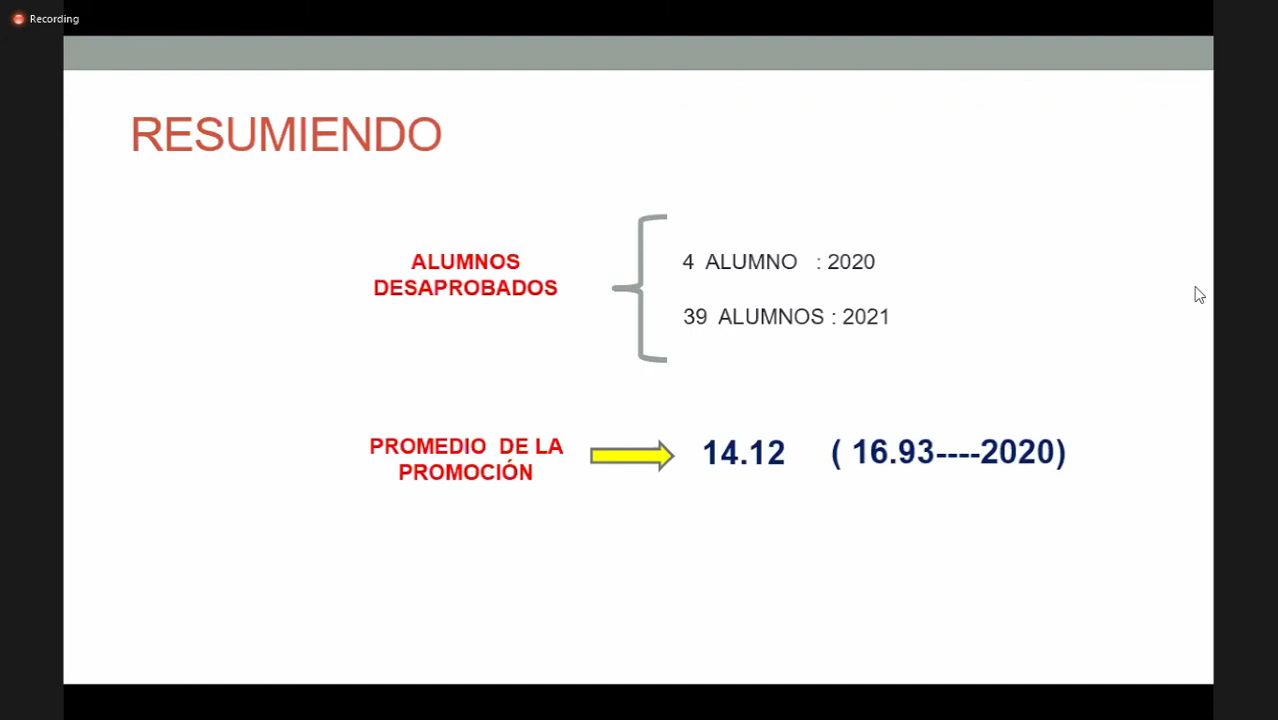 Recording
RESUMIENDO
ALUMNOS
DESAPROBADOS
4 ALUMNO : 2020
39 ALUMNOS : 2021
PROMEDIO DE LA
PROMOCIÓN
14.12 ( 16.93----2020)